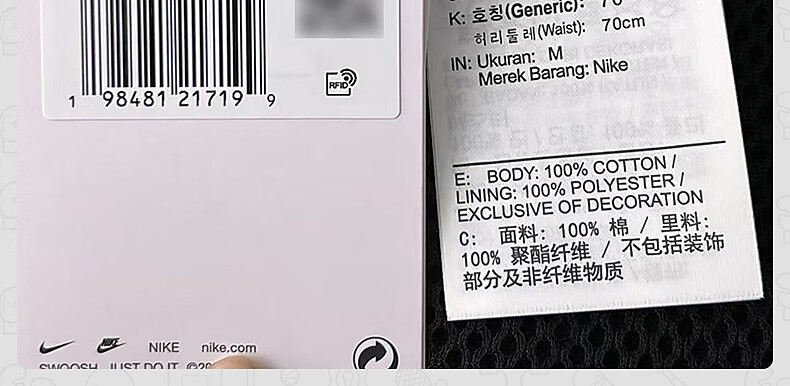 RFID
1 98481 21719 9
NIKE nike.com
SWOOSH, JUST DO IT
K: 호칭(Generic):
허리둘레(Waist): 70cm
IN: Ukuran: M
Merek Barang: Nike
E: BODY: 100% COTTON /
LINING: 100% POLYESTER /
EXCLUSIVE OF DECORATION
C: 面料: 100% 棉 / 里料:
100% 聚酯纤维 / 不包括装饰
部分及非纤维物质